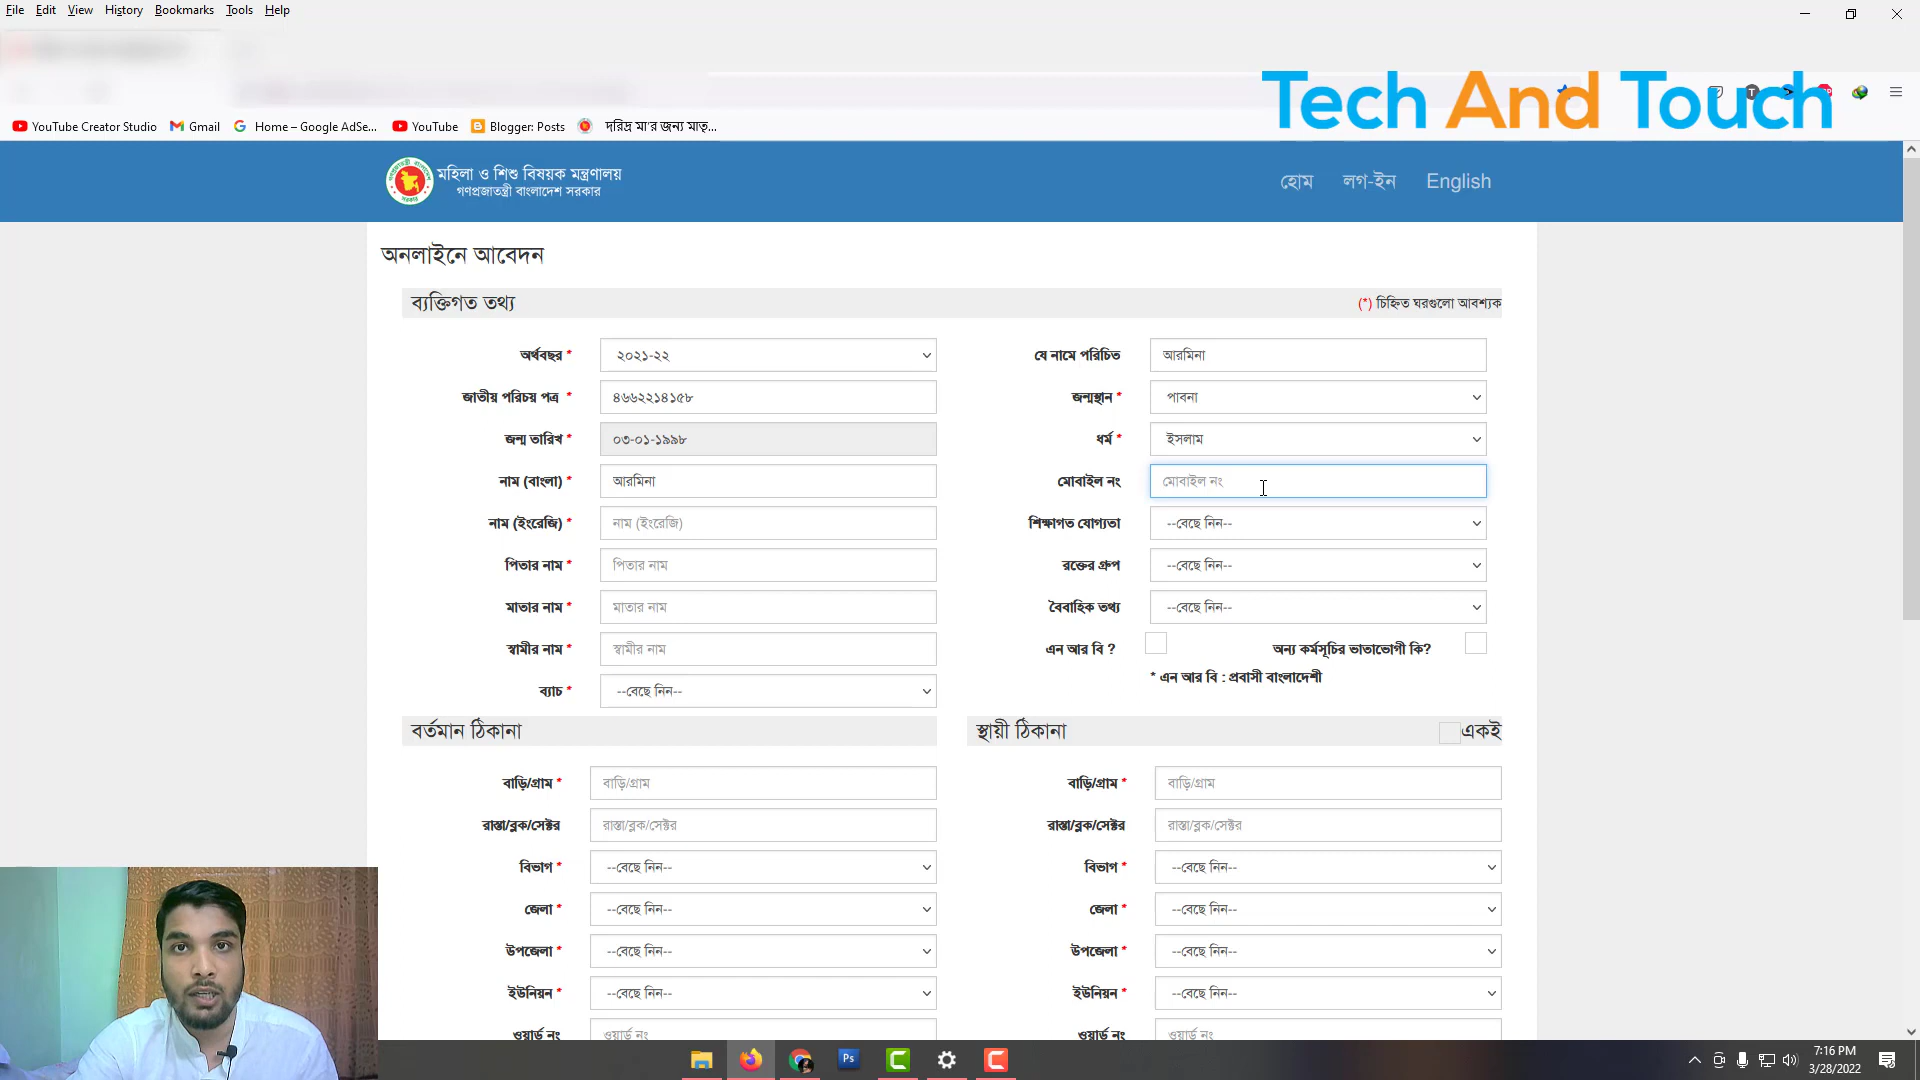 File Edit View History Bookmarks Tools Help
Tech And Touch
YouTube Creator Studio Gmail Home – Google AdSe... YouTube Blogger: Posts দরিদ্র মা'র জন্য মাতৃ...
মহিলা ও শিশু বিষয়ক মন্ত্রণালয়
গণপ্রজাতন্ত্রী বাংলাদেশ সরকার
হোম লগ-ইন English
অনলাইনে আবেদন
ব্যক্তিগত তথ্য (*) চিহ্নিত ঘরগুলো আবশ্যক
অর্থবছর * ২০২১-২২ যে নামে পরিচিত আরমিনা
জাতীয় পরিচয় পত্র * ৪৬৬২২১৪১৫৮ জন্মস্থান * পাবনা
জন্ম তারিখ * ০৩-০১-১৯৯৮ ধর্ম * ইসলাম
নাম (বাংলা) * আরমিনা মোবাইল নং মোবাইল নং
নাম (ইংরেজি) * নাম (ইংরেজি) শিক্ষাগত যোগ্যতা --বেছে নিন--
পিতার নাম * পিতার নাম রক্তের গ্রুপ --বেছে নিন--
মাতার নাম * মাতার নাম বৈবাহিক তথ্য --বেছে নিন--
স্বামীর নাম * স্বামীর নাম এন আর বি ? অন্য কর্মসূচির ভাতাভোগী কি?
* এন আর বি : প্রবাসী বাংলাদেশী
ব্যাচ * --বেছে নিন--
বর্তমান ঠিকানা স্থায়ী ঠিকানা একই
বাড়ি/গ্রাম * বাড়ি/গ্রাম বাড়ি/গ্রাম * বাড়ি/গ্রাম
রাস্তা/ব্লক/সেক্টর রাস্তা/ব্লক/সেক্টর রাস্তা/ব্লক/সেক্টর রাস্তা/ব্লক/সেক্টর
বিভাগ * --বেছে নিন-- বিভাগ * --বেছে নিন--
জেলা * --বেছে নিন-- জেলা * --বেছে নিন--
উপজেলা * --বেছে নিন-- উপজেলা * --বেছে নিন--
ইউনিয়ন * --বেছে নিন-- ইউনিয়ন * --বেছে নিন--
ওয়ার্ড নং ওয়ার্ড নং ওয়ার্ড নং ওয়ার্ড নং
Ps
7:16 PM
3/28/2022